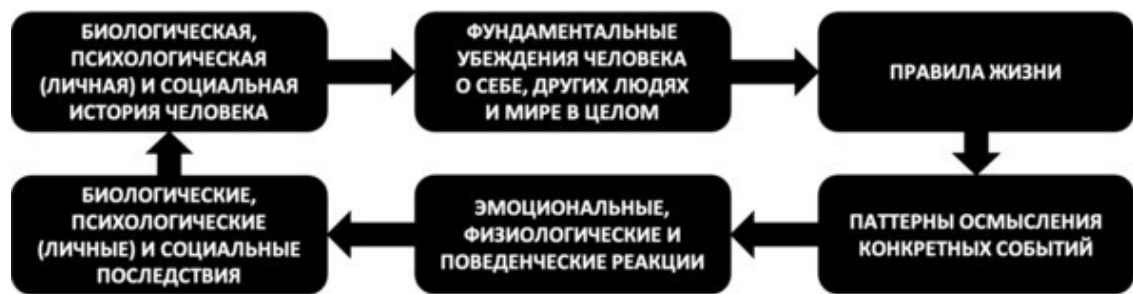 БИОЛОГИЧЕСКАЯ,
ПСИХОЛОГИЧЕСКАЯ
(ЛИЧНАЯ) И СОЦИАЛЬНАЯ
ИСТОРИЯ ЧЕЛОВЕКА
ФУНДАМЕНТАЛЬНЫЕ
УБЕЖДЕНИЯ ЧЕЛОВЕКА
О СЕБЕ, ДРУГИХ ЛЮДЯХ
И МИРЕ В ЦЕЛОМ
ПРАВИЛА ЖИЗНИ
ПАТТЕРНЫ ОСМЫСЛЕНИЯ
КОНКРЕТНЫХ СОБЫТИЙ
ЭМОЦИОНАЛЬНЫЕ,
ФИЗИОЛОГИЧЕСКИЕ И
ПОВЕДЕНЧЕСКИЕ РЕАКЦИИ
БИОЛОГИЧЕСКИЕ,
ПСИХОЛОГИЧЕСКИЕ
(ЛИЧНЫЕ) И СОЦИАЛЬНЫЕ
ПОСЛЕДСТВИЯ